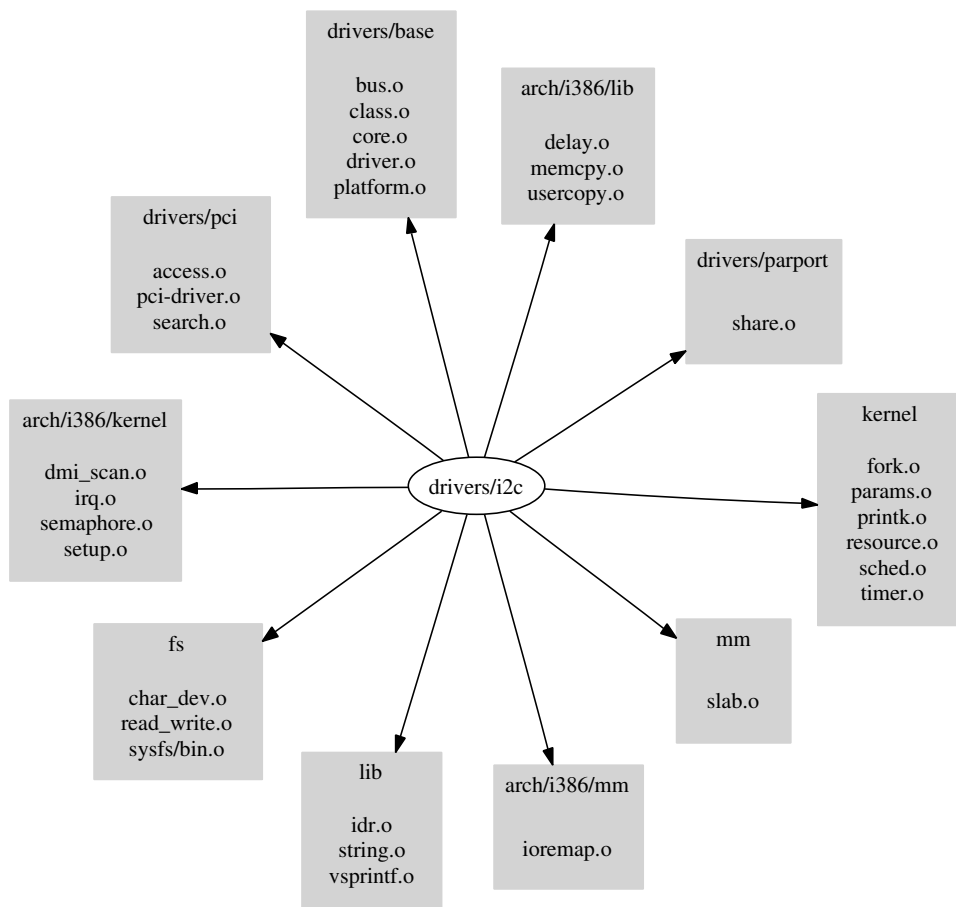 drivers/base
bus.o
class.o
core.o
driver.o
platform.o
arch/i386/lib
delay.o
memcpy.o
usercopy.o
drivers/pci
access.o
pci-driver.o
search.o
drivers/parport
share.o
arch/i386/kernel
dmi_scan.o
irq.o
semaphore.o
setup.o
drivers/i2c
kernel
fork.o
params.o
printk.o
resource.o
sched.o
timer.o
fs
char_dev.o
read_write.o
sysfs/bin.o
mm
slab.o
lib
idr.o
string.o
vsprintf.o
arch/i386/mm
ioremap.o